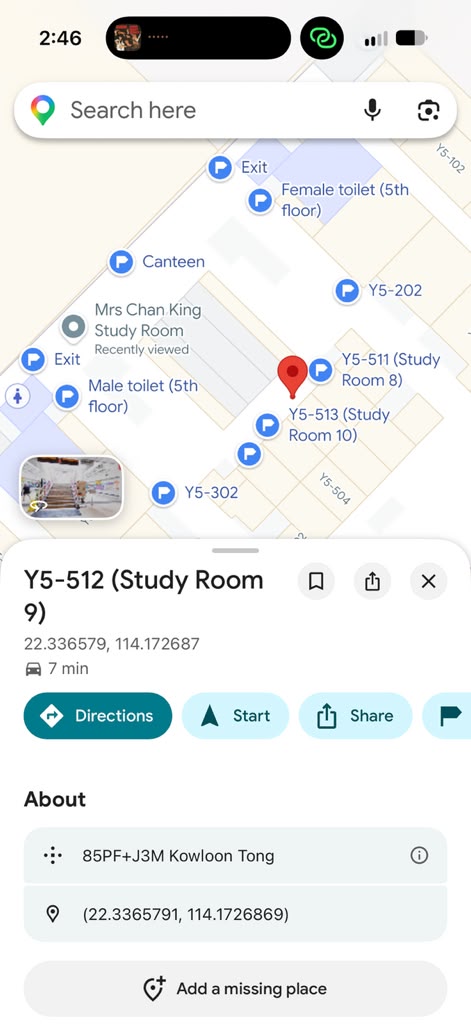 2:46
Search here
Y5-102
Exit
Female toilet (5th
floor)
Canteen
Y5-202
Mrs Chan King
Study Room
Recently viewed
Exit
Y5-511 (Study
Room 8)
Male toilet (5th
floor)
Y5-513 (Study
Room 10)
Y5-504
Y5-302
Y5-512 (Study Room
9)
22.336579, 114.172687
7 min
Directions
Start
Share
About
85PF+J3M Kowloon Tong
(22.3365791, 114.1726869)
Add a missing place